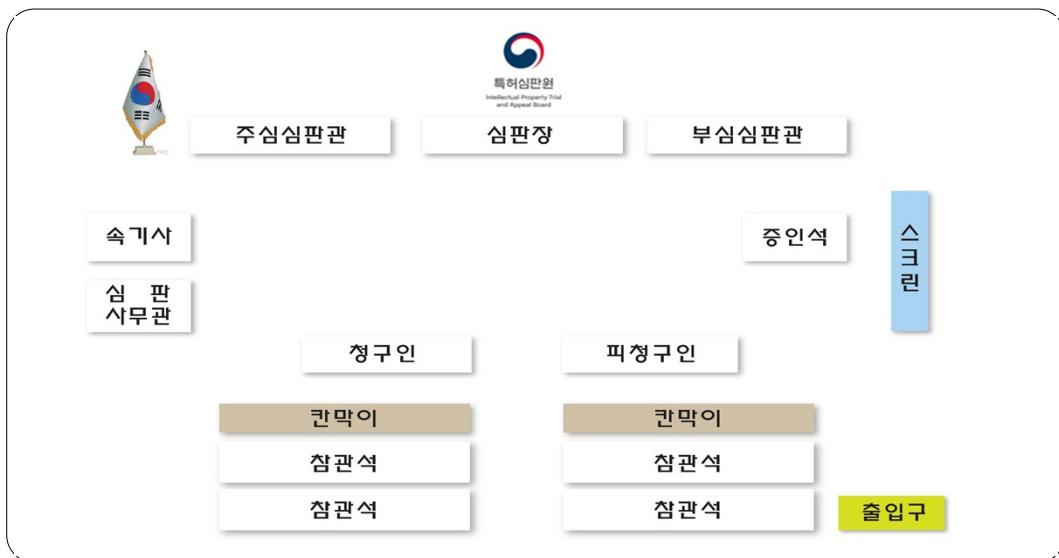 특허심판원
Intellectual Property Trial
and Appeal Board
주심심판관
심판장
부심심판관
속기사
증인석
스크린
심 판
사무관
청구인
피청구인
칸막이
칸막이
참관석
참관석
참관석
참관석
출입구